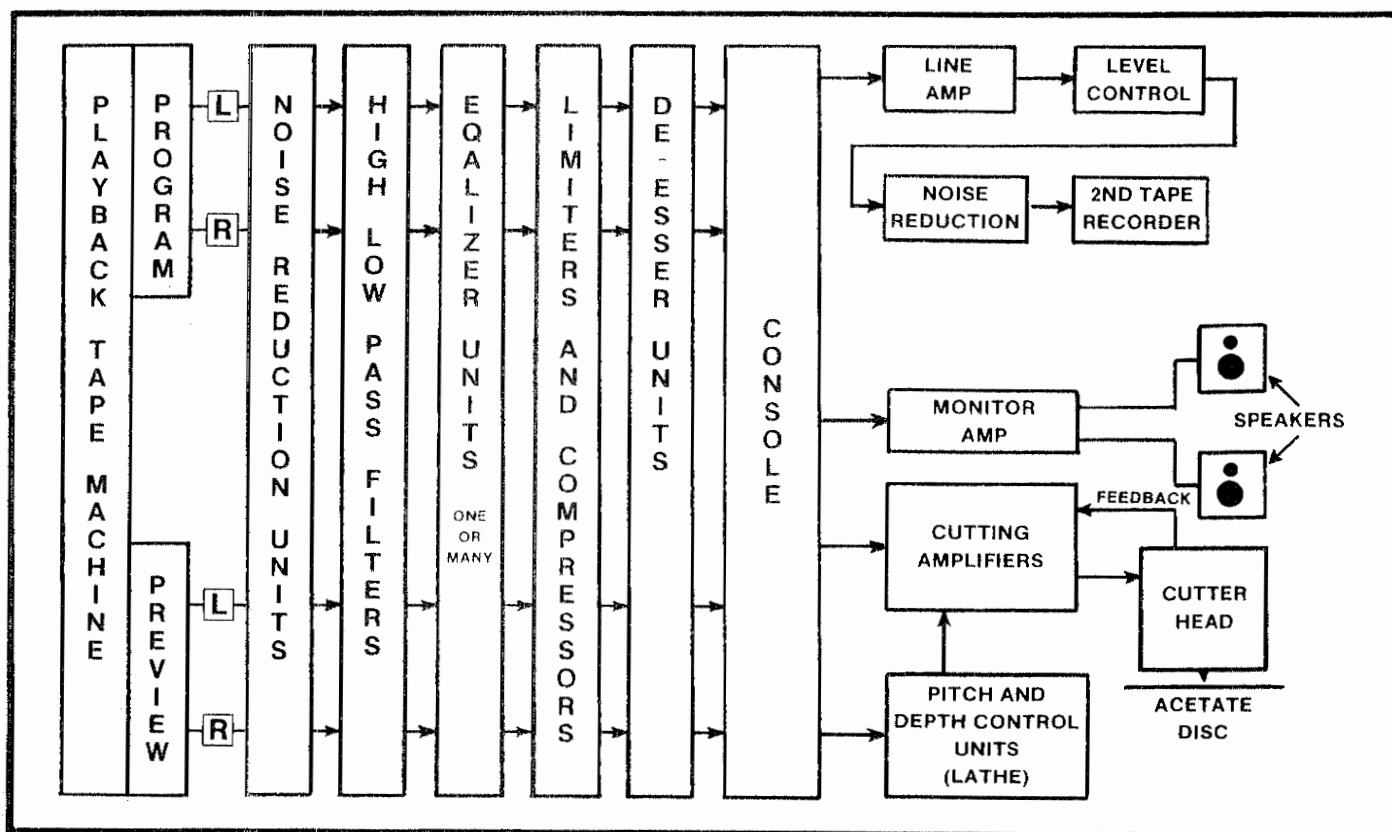 PLAYBACK TAPE MACHINE
PROGRAM
L
R
PREVIEW
L
R
NOISE REDUCTION UNITS
HIGH LOW PASS FILTERS
EQALIZER UNITS
ONE
OR
MANY
LIMITERS AND COMPRESSORS
DE-ESSER UNITS
CONSOLE
LINE
AMP
LEVEL
CONTROL
NOISE
REDUCTION
2ND TAPE
RECORDER
MONITOR
AMP
SPEAKERS
FEEDBACK
CUTTING
AMPLIFIERS
CUTTER
HEAD
ACETATE
DISC
PITCH AND
DEPTH CONTROL
UNITS
(LATHE)